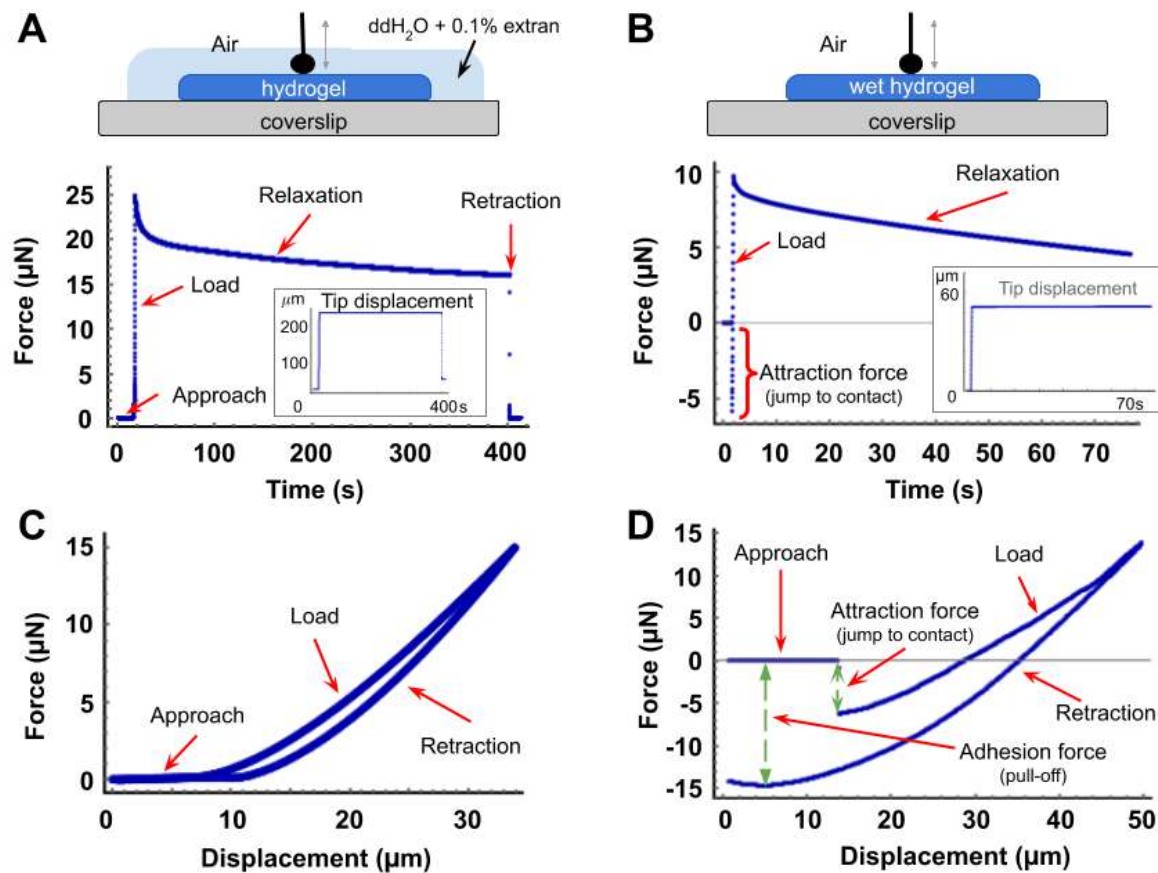 A
Air
ddH₂O + 0.1% extran
hydrogel
coverslip
Force (µN)
25
20
15
10
5
0
Relaxation
Retraction
Load
Approach
µm
Tip displacement
200
100
0
400s
0
100
200
300
400
Time (s)
B
Air
wet hydrogel
coverslip
Force (µN)
10
5
0
-5
Relaxation
Load
Attraction force
(jump to contact)
µm
60
Tip displacement
0
70s
0
10
20
30
40
50
60
70
Time (s)
C
Force (µN)
15
10
5
0
Load
Approach
Retraction
0
10
20
30
Displacement (µm)
D
Force (µN)
15
10
5
0
-5
-10
-15
Approach
Load
Attraction force
(jump to contact)
Retraction
Adhesion force
(pull-off)
0
10
20
30
40
50
Displacement (µm)